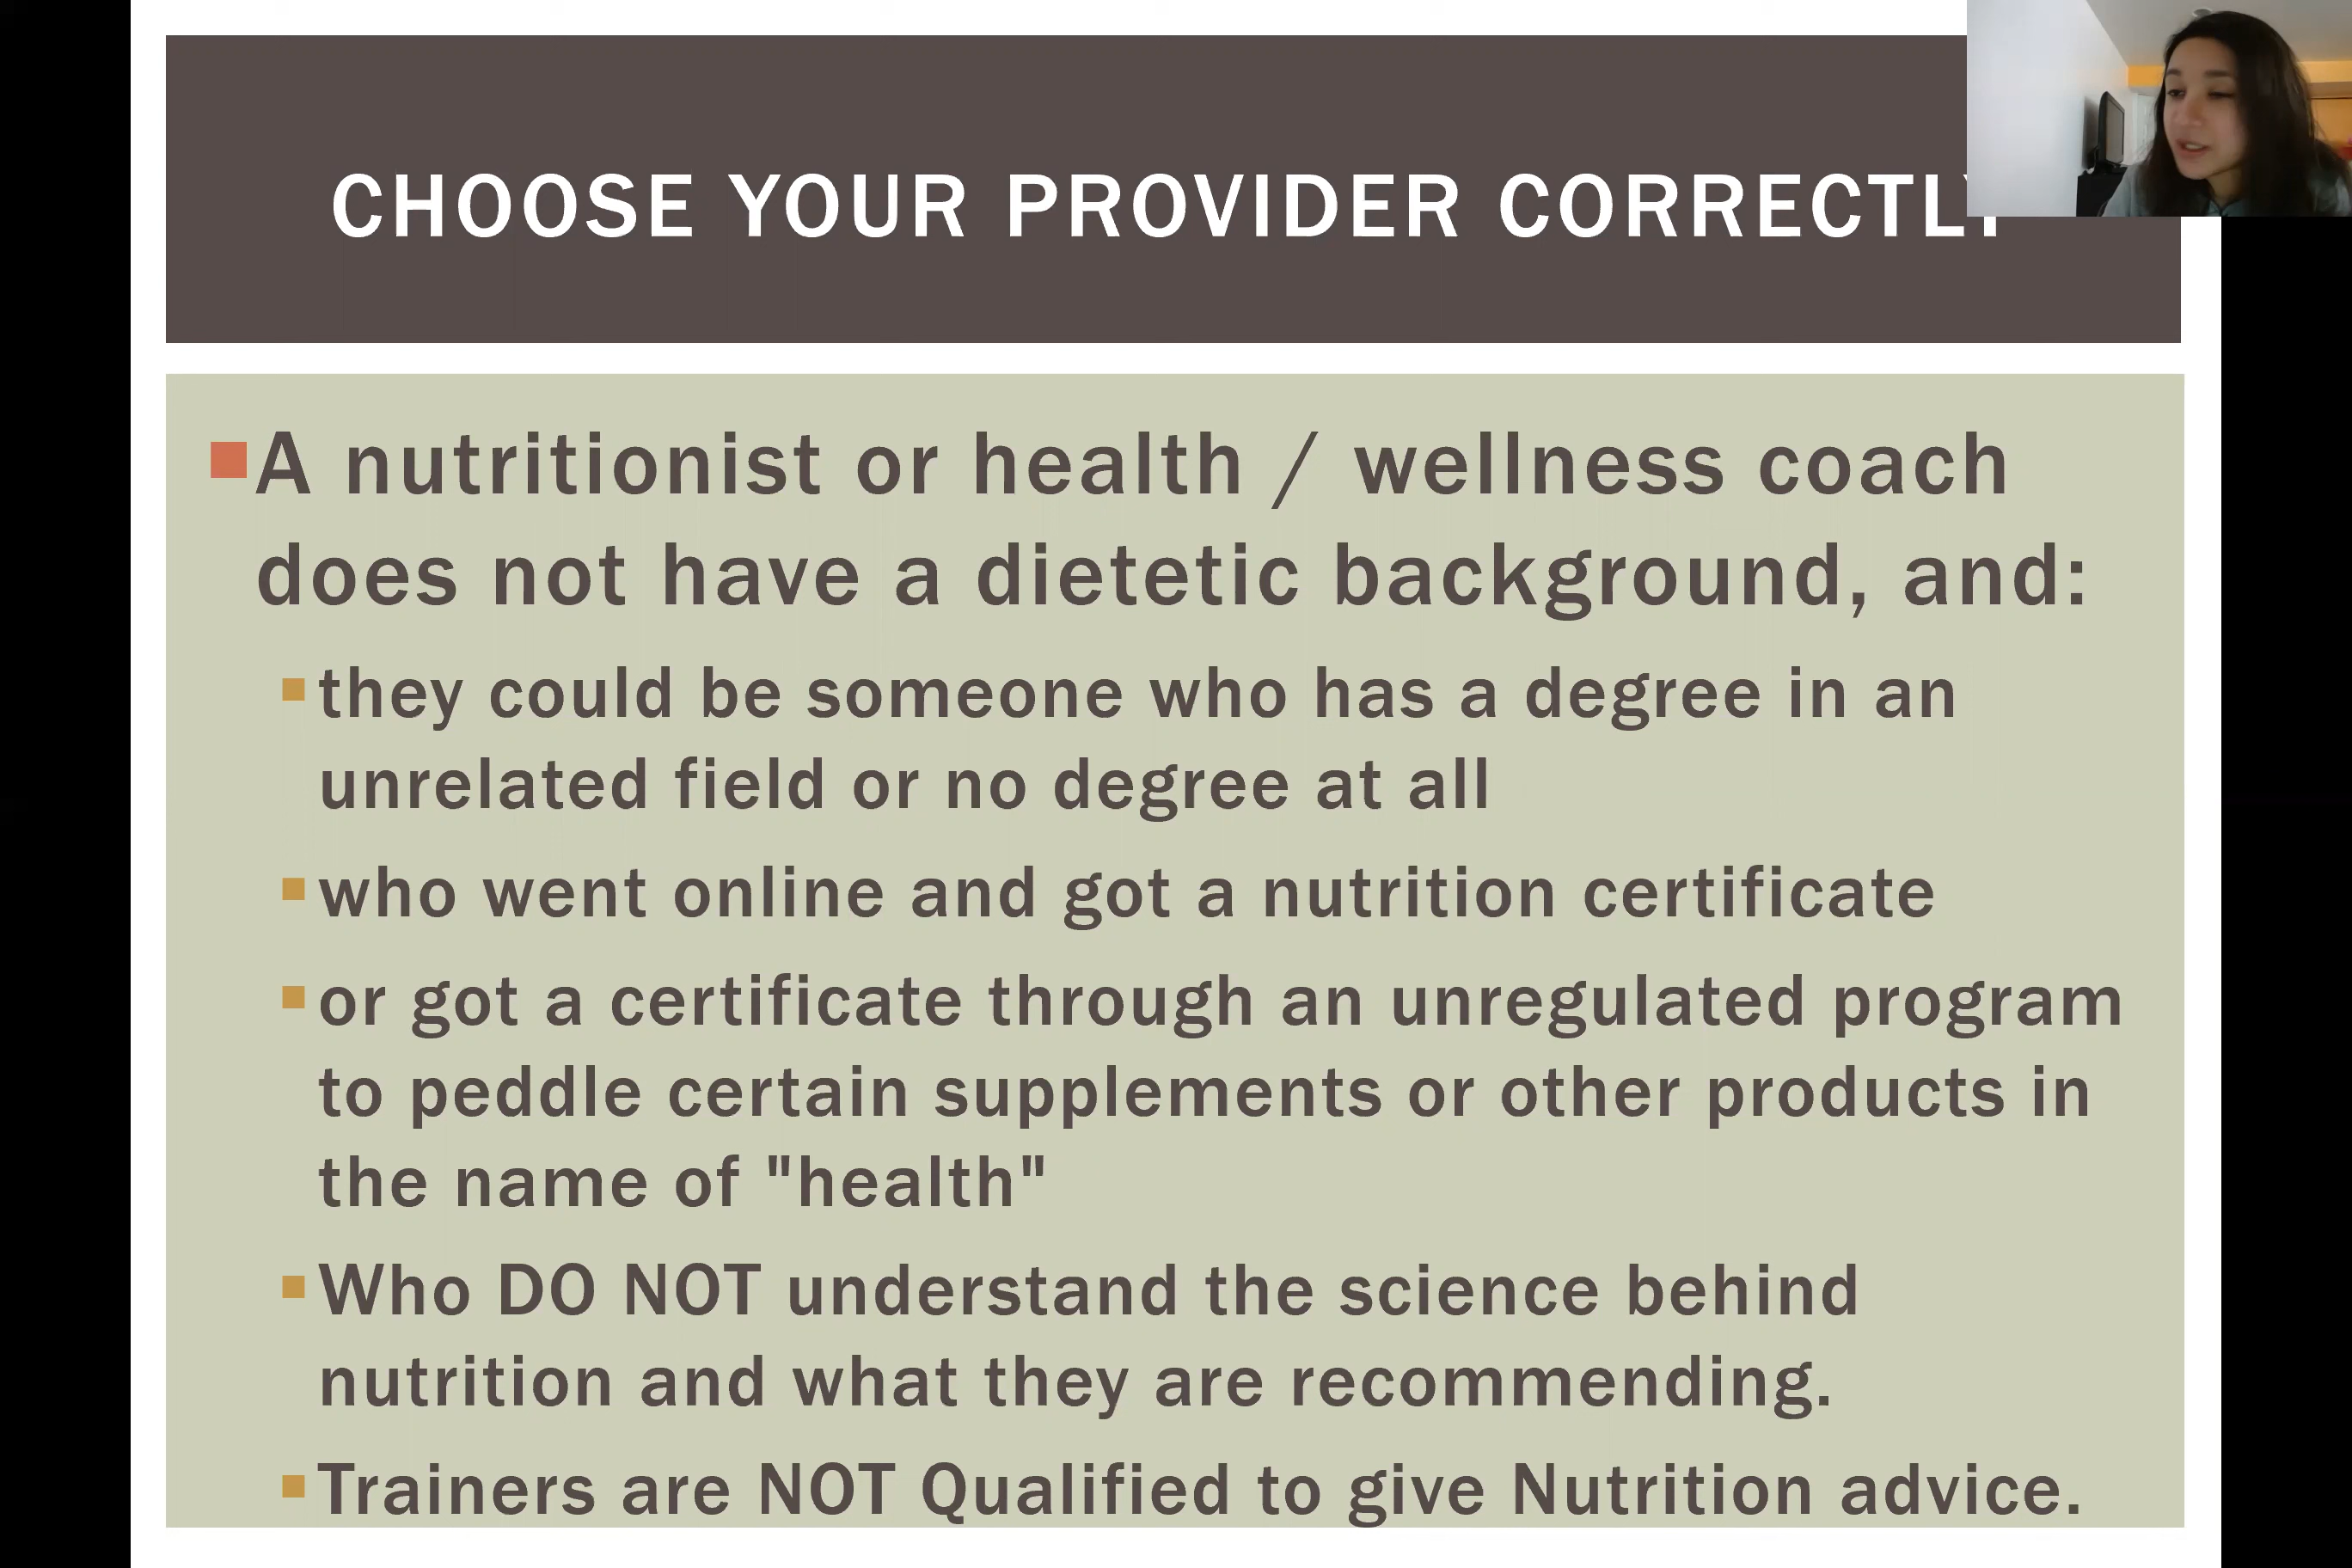 CHOOSE YOUR PROVIDER CORRECTLY
A nutritionist or health / wellness coach
does not have a dietetic background, and:
they could be someone who has a degree in an
unrelated field or no degree at all
who went online and got a nutrition certificate
or got a certificate through an unregulated program
to peddle certain supplements or other products in
the name of "health"
Who DO NOT understand the science behind
nutrition and what they are recommending.
Trainers are NOT Qualified to give Nutrition advice.